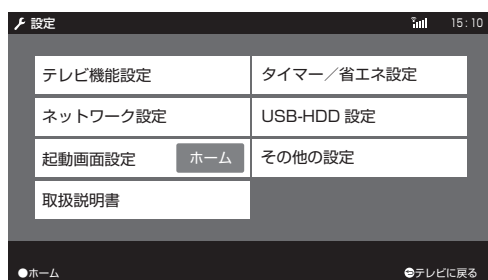 設定 15:10
テレビ機能設定 タイマー／省エネ設定
ネットワーク設定 USB-HDD 設定
起動画面設定 ホーム その他の設定
取扱説明書
●ホーム テレビに戻る